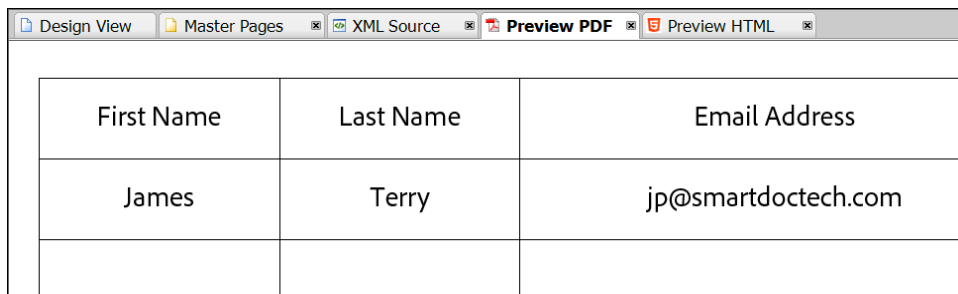 Design View Master Pages XML Source Preview PDF Preview HTML
First Name Last Name Email Address
James Terry jp@smartdoctech.com